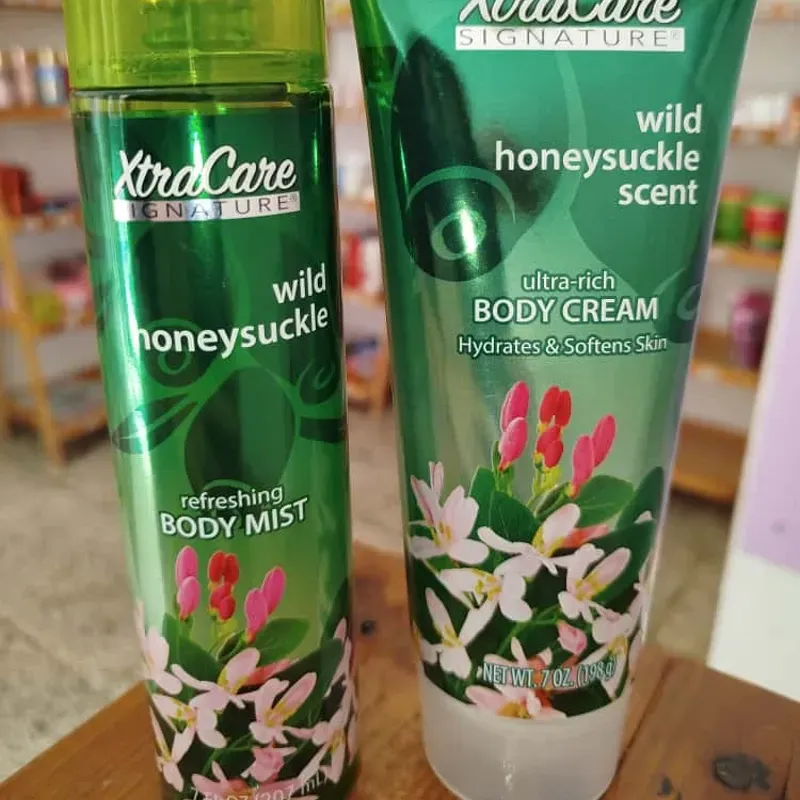 XtraCare
SIGNATURE®
wild
honeysuckle
refreshing
BODY MIST
XtraCare
SIGNATURE®
wild
honeysuckle
scent
ultra-rich
BODY CREAM
Hydrates & Softens Skin
NET WT. 7 OZ. (198g)